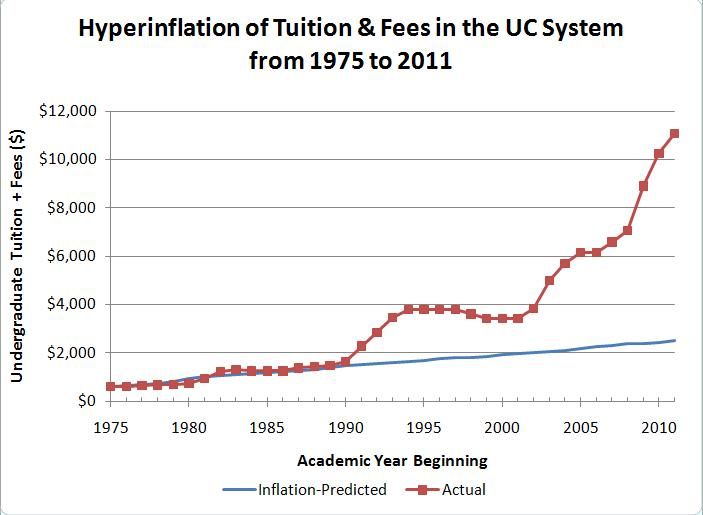 Hyperinflation of Tuition & Fees in the UC System
from 1975 to 2011
Undergraduate Tuition + Fees ($)
$12,000
$10,000
$8,000
$6,000
$4,000
$2,000
$0
1975 1980 1985 1990 1995 2000 2005 2010
Academic Year Beginning
Inflation-Predicted Actual